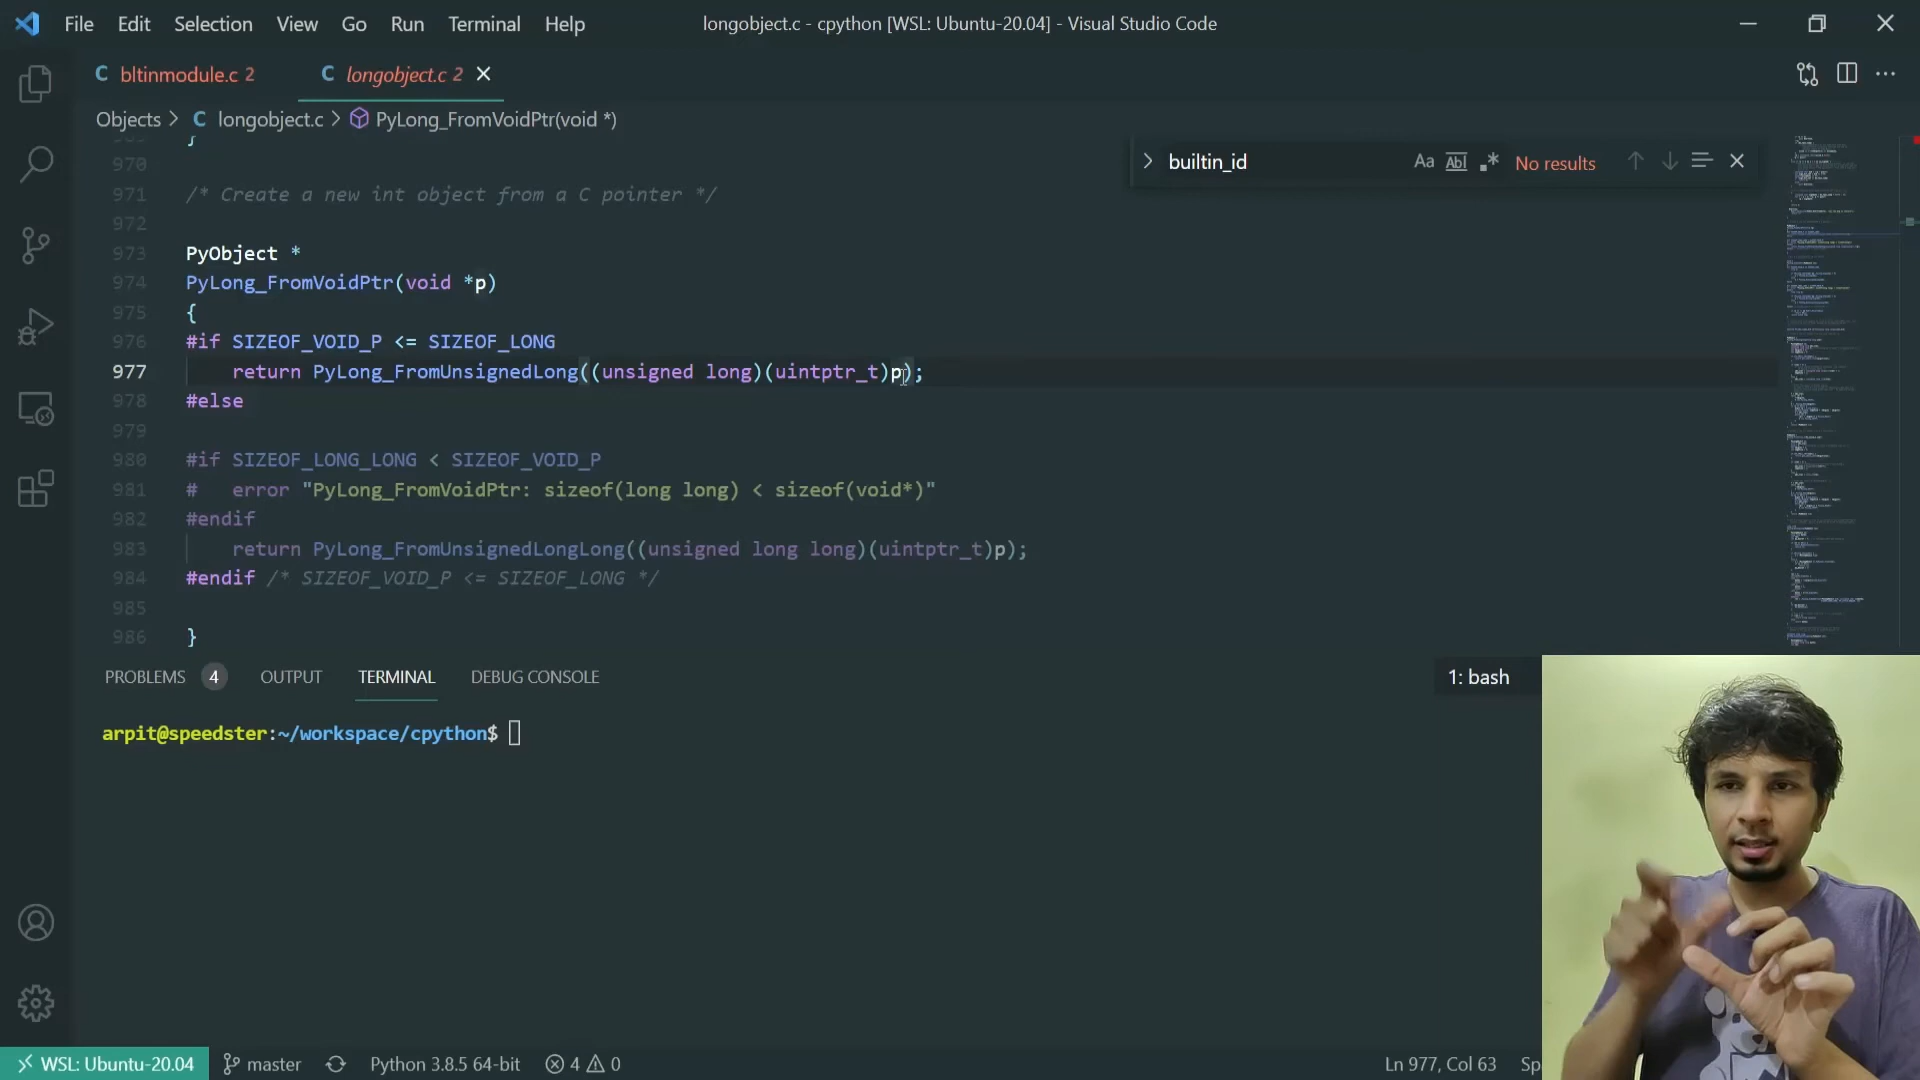 File Edit Selection View Go Run Terminal Help
longobject.c - cpython [WSL: Ubuntu-20.04] - Visual Studio Code
C bltinmodule.c 2
C longobject.c 2
Objects > C longobject.c > PyLong_FromVoidPtr(void *)
builtin_id
Aa Abl .* No results
}
970
971 /* Create a new int object from a C pointer */
972
973 PyObject *
974 PyLong_FromVoidPtr(void *p)
975 {
976 #if SIZEOF_VOID_P <= SIZEOF_LONG
977 return PyLong_FromUnsignedLong((unsigned long)(uintptr_t)p);
978 #else
979
980 #if SIZEOF_LONG_LONG < SIZEOF_VOID_P
981 # error "PyLong_FromVoidPtr: sizeof(long long) < sizeof(void*)"
982 #endif
983 return PyLong_FromUnsignedLongLong((unsigned long long)(uintptr_t)p);
984 #endif /* SIZEOF_VOID_P <= SIZEOF_LONG */
985
986 }
PROBLEMS 4 OUTPUT TERMINAL DEBUG CONSOLE
1: bash
arpit@speedster:~/workspace/cpython$
WSL: Ubuntu-20.04 master Python 3.8.5 64-bit 4 0
Ln 977, Col 63 Sp